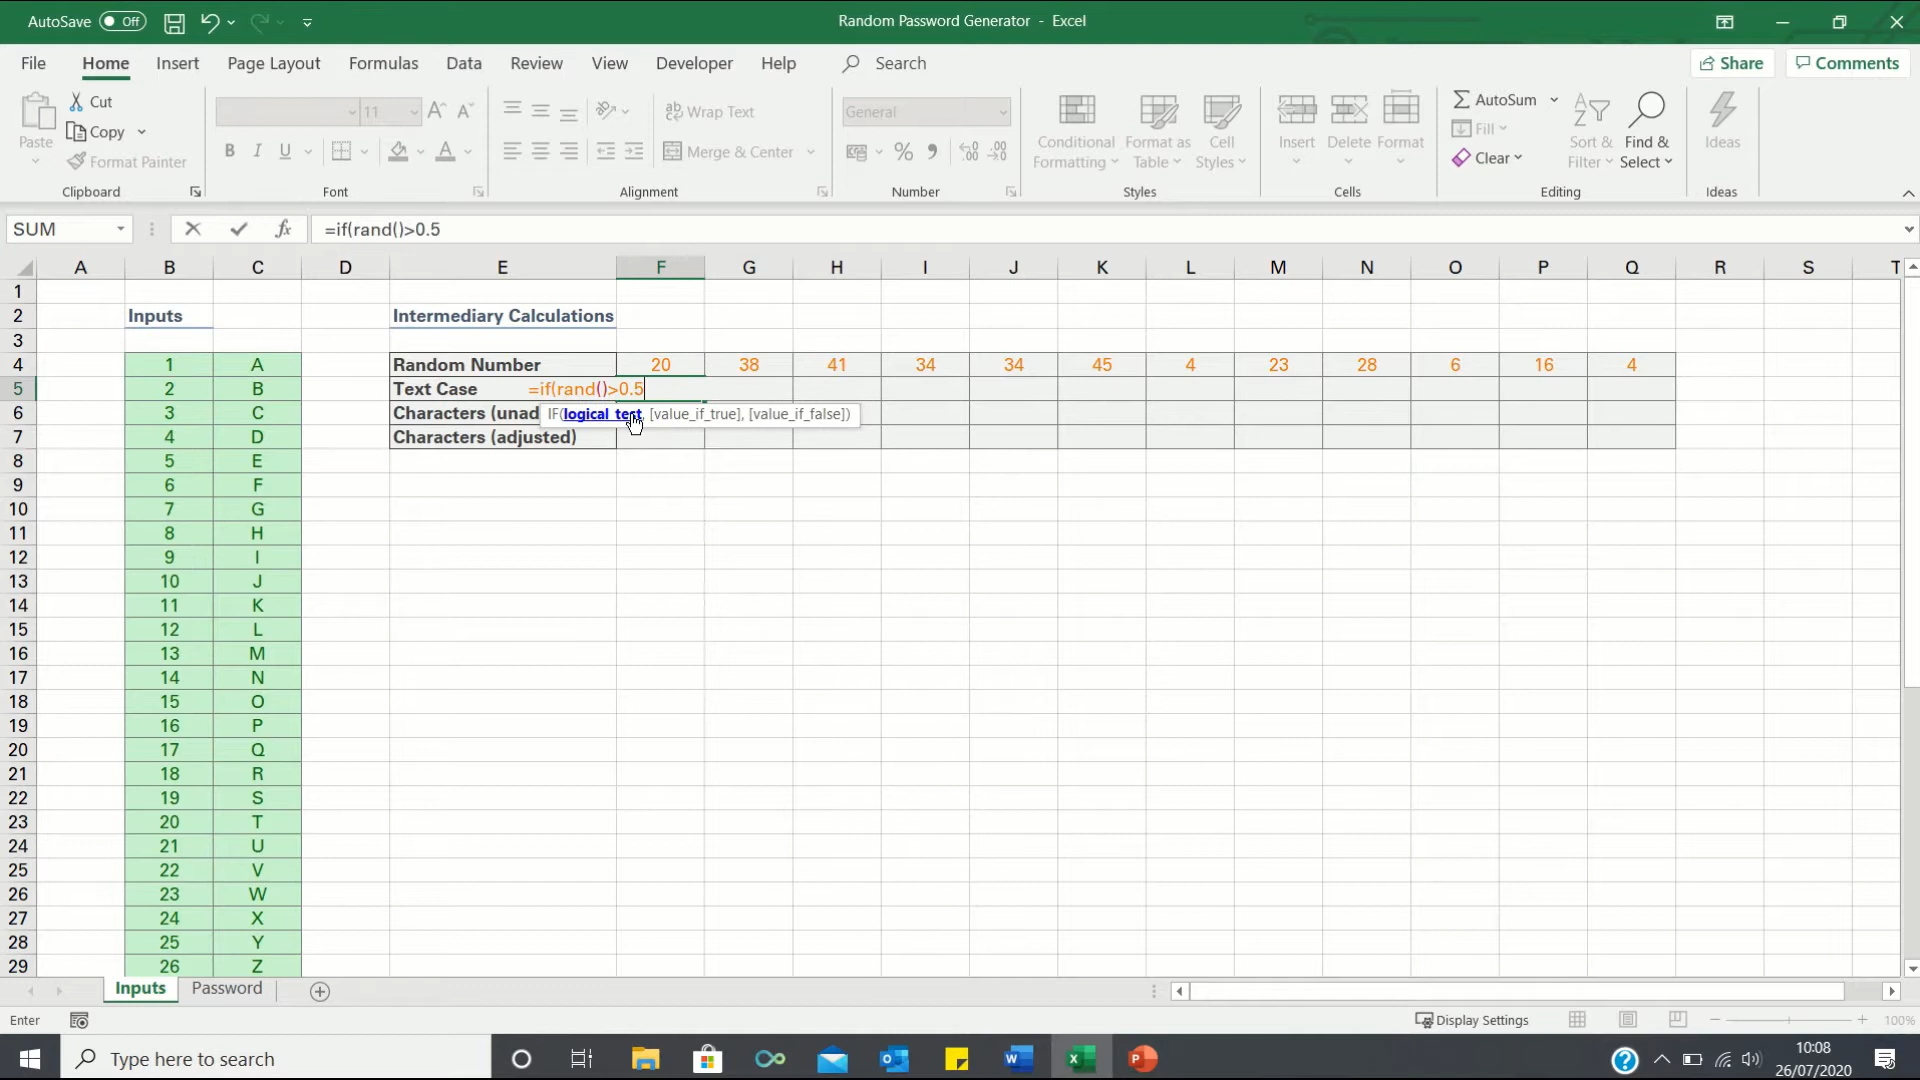 AutoSave Off Random Password Generator - Excel
File Home Insert Page Layout Formulas Data Review View Developer Help Search Share Comments
Paste Cut Copy Format Painter
11
Wrap Text Merge & Center
General
Conditional Formatting Format as Table Cell Styles
Insert Delete Format
AutoSum Fill Clear Sort & Filter Find & Select
Ideas
Clipboard Font Alignment Number Styles Cells Editing Ideas
SUM fx =if(rand()>0.5
A B C D E F G H I J K L M N O P Q R S T
1
2 Inputs Intermediary Calculations
3
4 1 A Random Number 20 38 41 34 34 45 4 23 28 6 16 4
5 2 B Text Case =if(rand()>0.5
6 3 C Characters (unad IF(logical_test, [value_if_true], [value_if_false])
7 4 D Characters (adjusted)
8 5 E
9 6 F
10 7 G
11 8 H
12 9 I
13 10 J
14 11 K
15 12 L
16 13 M
17 14 N
18 15 O
19 16 P
20 17 Q
21 18 R
22 19 S
23 20 T
24 21 U
25 22 V
26 23 W
27 24 X
28 25 Y
29 26 Z
Inputs Password
Enter Display Settings 100%
Type here to search 10:08
26/07/2020